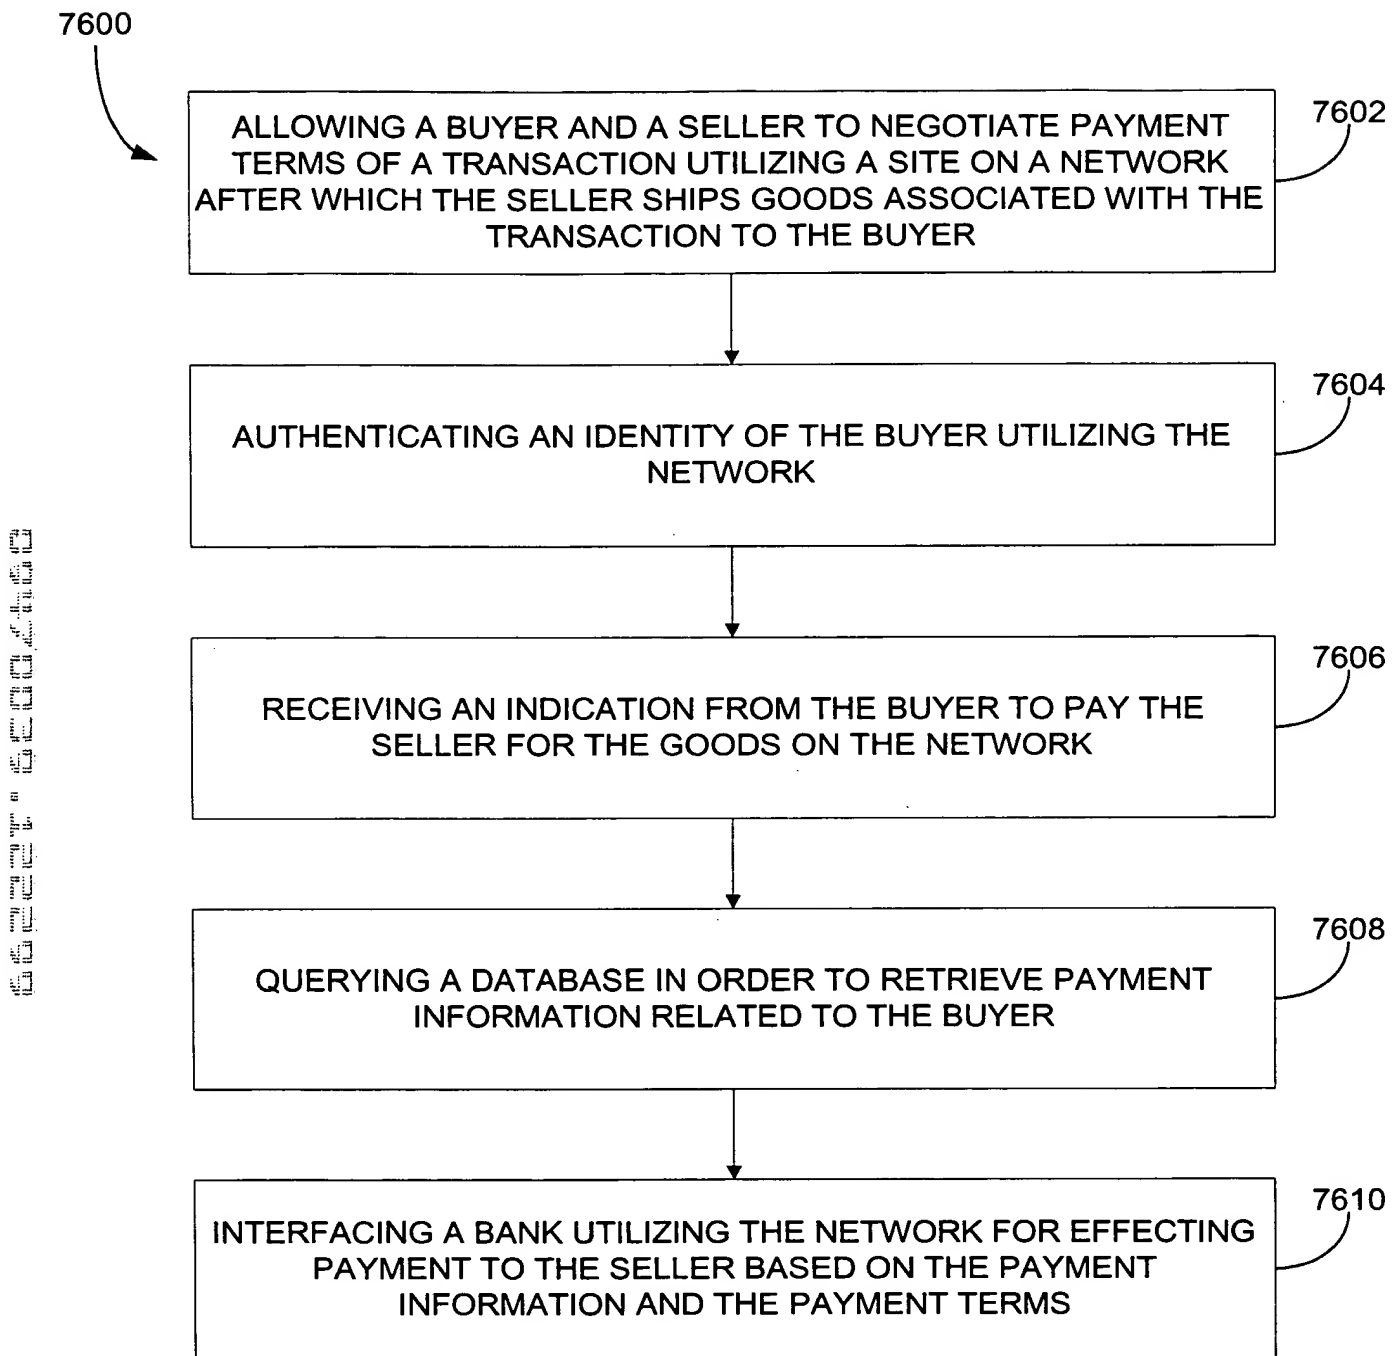 7600
7602
ALLOWING A BUYER AND A SELLER TO NEGOTIATE PAYMENT
TERMS OF A TRANSACTION UTILIZING A SITE ON A NETWORK
AFTER WHICH THE SELLER SHIPS GOODS ASSOCIATED WITH THE
TRANSACTION TO THE BUYER
7604
AUTHENTICATING AN IDENTITY OF THE BUYER UTILIZING THE
NETWORK
7606
RECEIVING AN INDICATION FROM THE BUYER TO PAY THE
SELLER FOR THE GOODS ON THE NETWORK
7608
QUERYING A DATABASE IN ORDER TO RETRIEVE PAYMENT
INFORMATION RELATED TO THE BUYER
7610
INTERFACING A BANK UTILIZING THE NETWORK FOR EFFECTING
PAYMENT TO THE SELLER BASED ON THE PAYMENT
INFORMATION AND THE PAYMENT TERMS